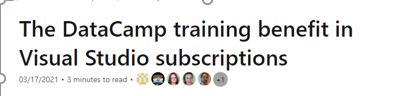 The DataCamp training benefit in
Visual Studio subscriptions
03/17/2021 • 3 minutes to read •
+1